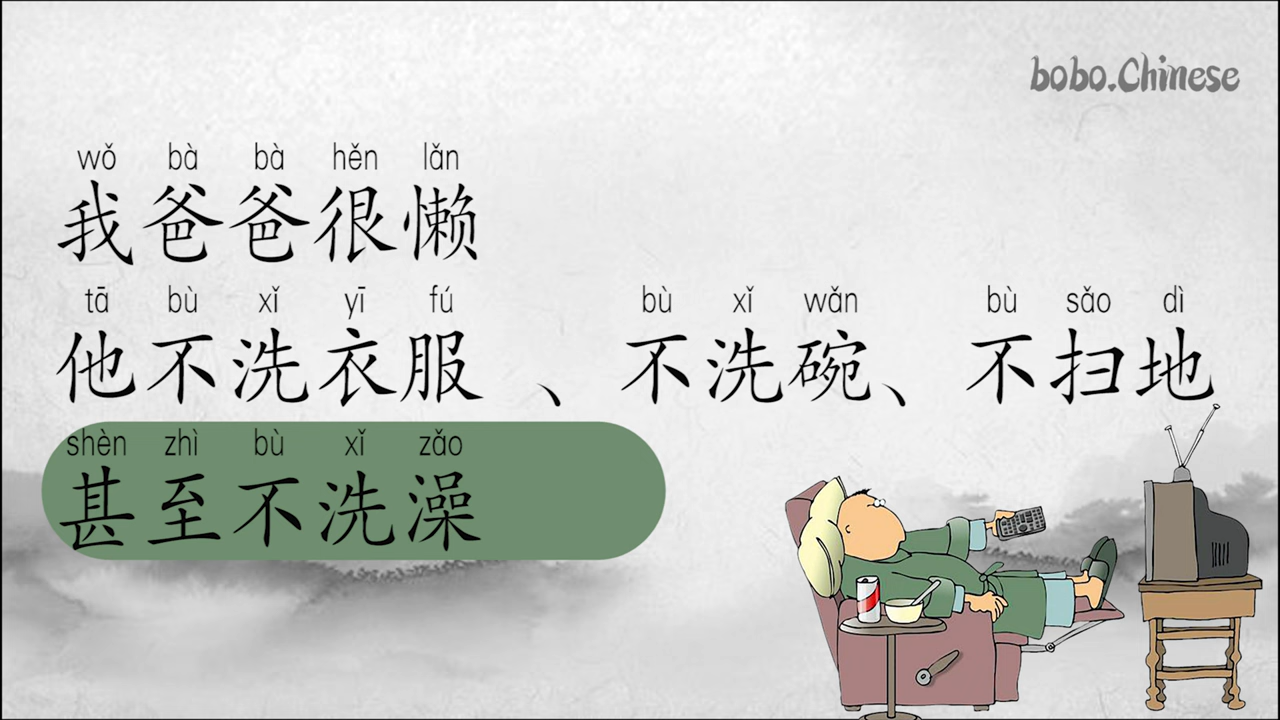 bobo.Chinese
wǒ bà bà hěn lǎn
我爸爸很懒
tā bù xǐ yī fú bù xǐ wǎn bù sǎo dì
他不洗衣服 、不洗碗、不扫地
shèn zhì bù xǐ zǎo
甚至不洗澡